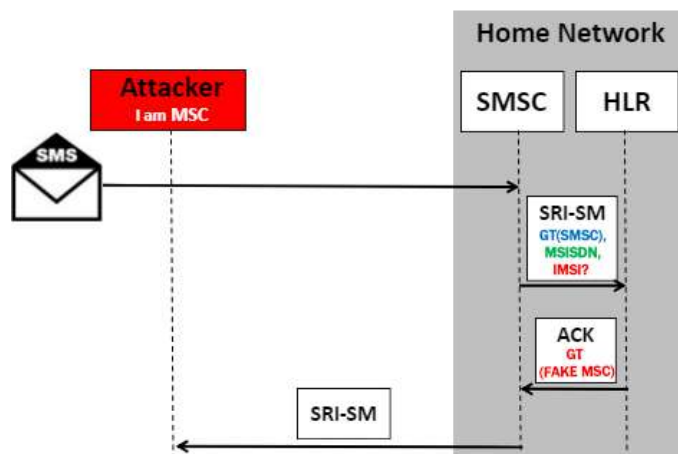 Home Network
Attacker
I am MSC
SMSC
HLR
SMS
SRI-SM
GT(SMSC),
MSISDN,
IMSI?
ACK
GT
(FAKE MSC)
SRI-SM